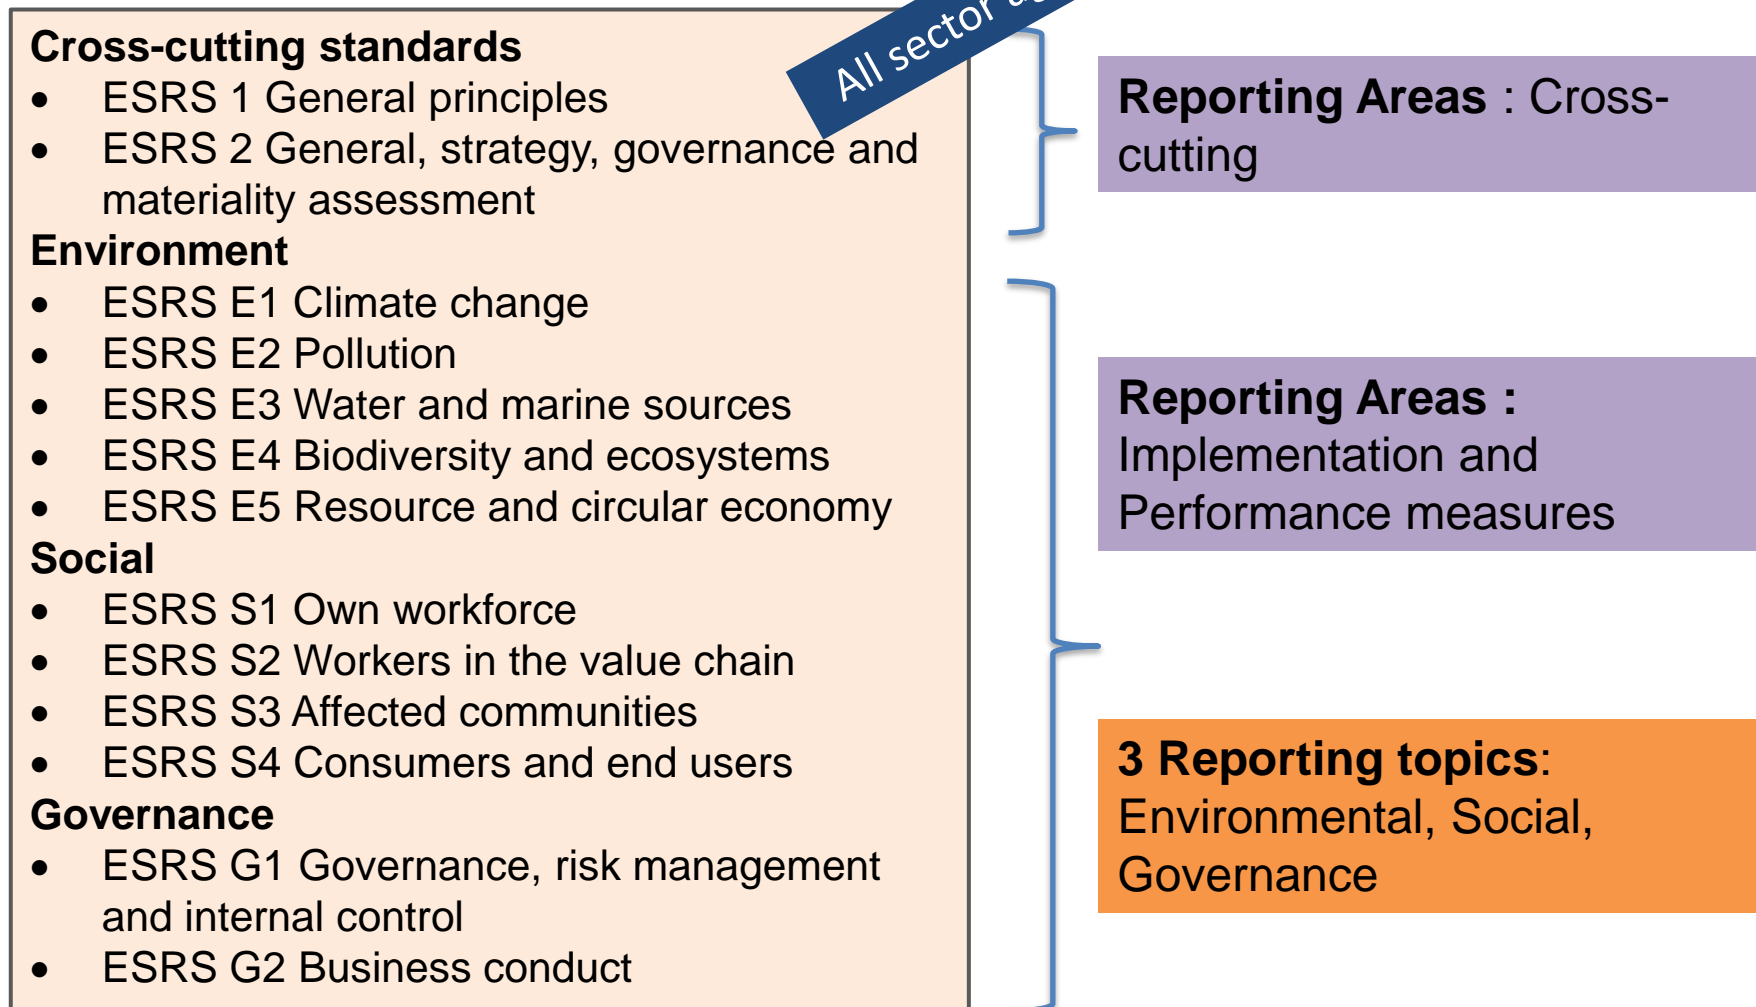 Cross-cutting standards
• ESRS 1 General principles
• ESRS 2 General, strategy, governance and
materiality assessment
Environment
• ESRS E1 Climate change
• ESRS E2 Pollution
• ESRS E3 Water and marine sources
• ESRS E4 Biodiversity and ecosystems
• ESRS E5 Resource and circular economy
Social
• ESRS S1 Own workforce
• ESRS S2 Workers in the value chain
• ESRS S3 Affected communities
• ESRS S4 Consumers and end users
Governance
• ESRS G1 Governance, risk management
and internal control
• ESRS G2 Business conduct
All sector
Reporting Areas : Cross-
cutting
Reporting Areas :
Implementation and
Performance measures
3 Reporting topics:
Environmental, Social,
Governance